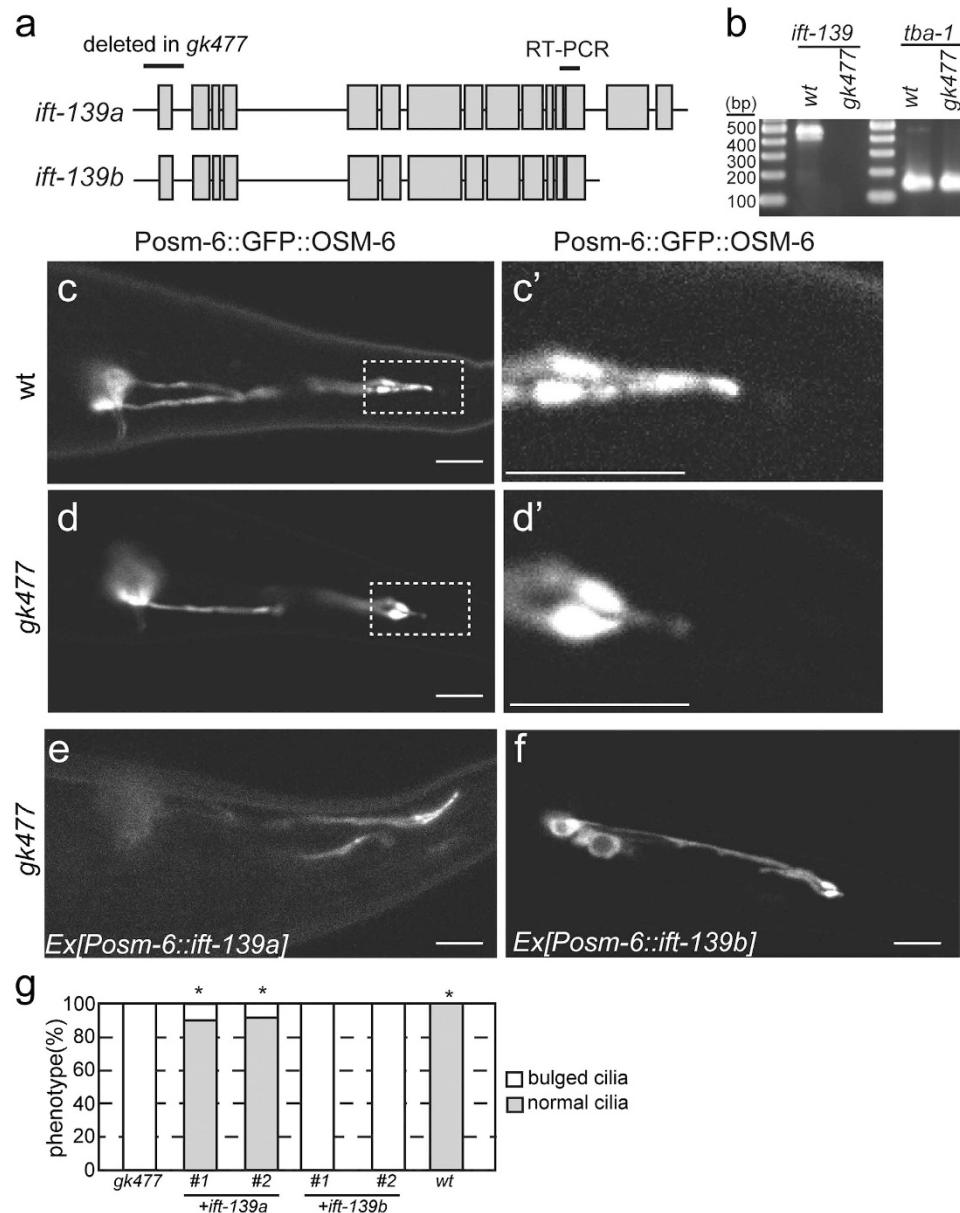 a
deleted in gk477
RT-PCR
ift-139a
ift-139b
b
ift-139 tba-1
wt gk477 wt gk477
(bp)
500
400
300
200
100
Posm-6::GFP::OSM-6 Posm-6::GFP::OSM-6
c c'
wt
d d'
gk477
e f
gk477
Ex[Posm-6::ift-139a] Ex[Posm-6::ift-139b]
g
* * *
100
80
60
40
20
0
phenotype(%)
bulged cilia
normal cilia
gk477 #1 #2 #1 #2 wt
+ift-139a +ift-139b